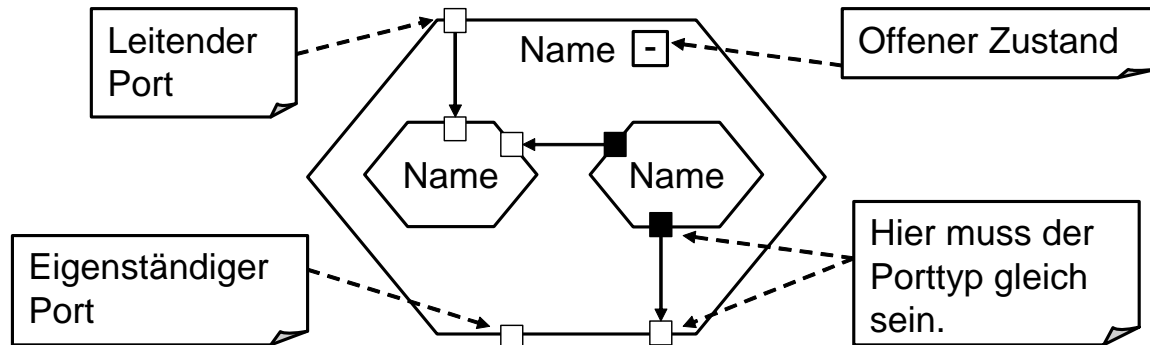 Leitender
Port
Name -
Offener Zustand
Name
Name
Eigenständiger
Port
Hier muss der
Porttyp gleich
sein.